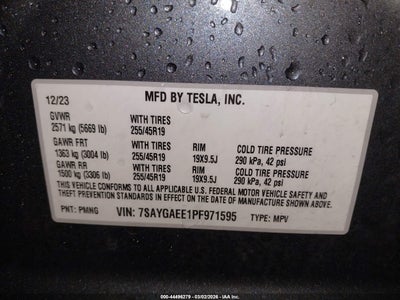 12/23 MFD BY TESLA, INC.
GVWR WITH TIRES
2571 kg (5669 lb) 255/45R19
GAWR FRT WITH TIRES RIM COLD TIRE PRESSURE
1363 kg (3004 lb) 255/45R19 19X9.5J 290 kPa, 42 psi
GAWR RR WITH TIRES RIM COLD TIRE PRESSURE
1500 kg (3306 lb) 255/45R19 19X9.5J 290 kPa, 42 psi
THIS VEHICLE CONFORMS TO ALL APPLICABLE U.S. FEDERAL MOTOR VEHICLE SAFETY AND
THEFT PREVENTION STANDARDS IN EFFECT ON THE DATE OF MANUFACTURE SHOWN ABOVE.
PNT: PMNG VIN: 7SAYGAEE1PF971595 TYPE: MPV
000-44496279 - 03/02/2026 - IAA Inc.